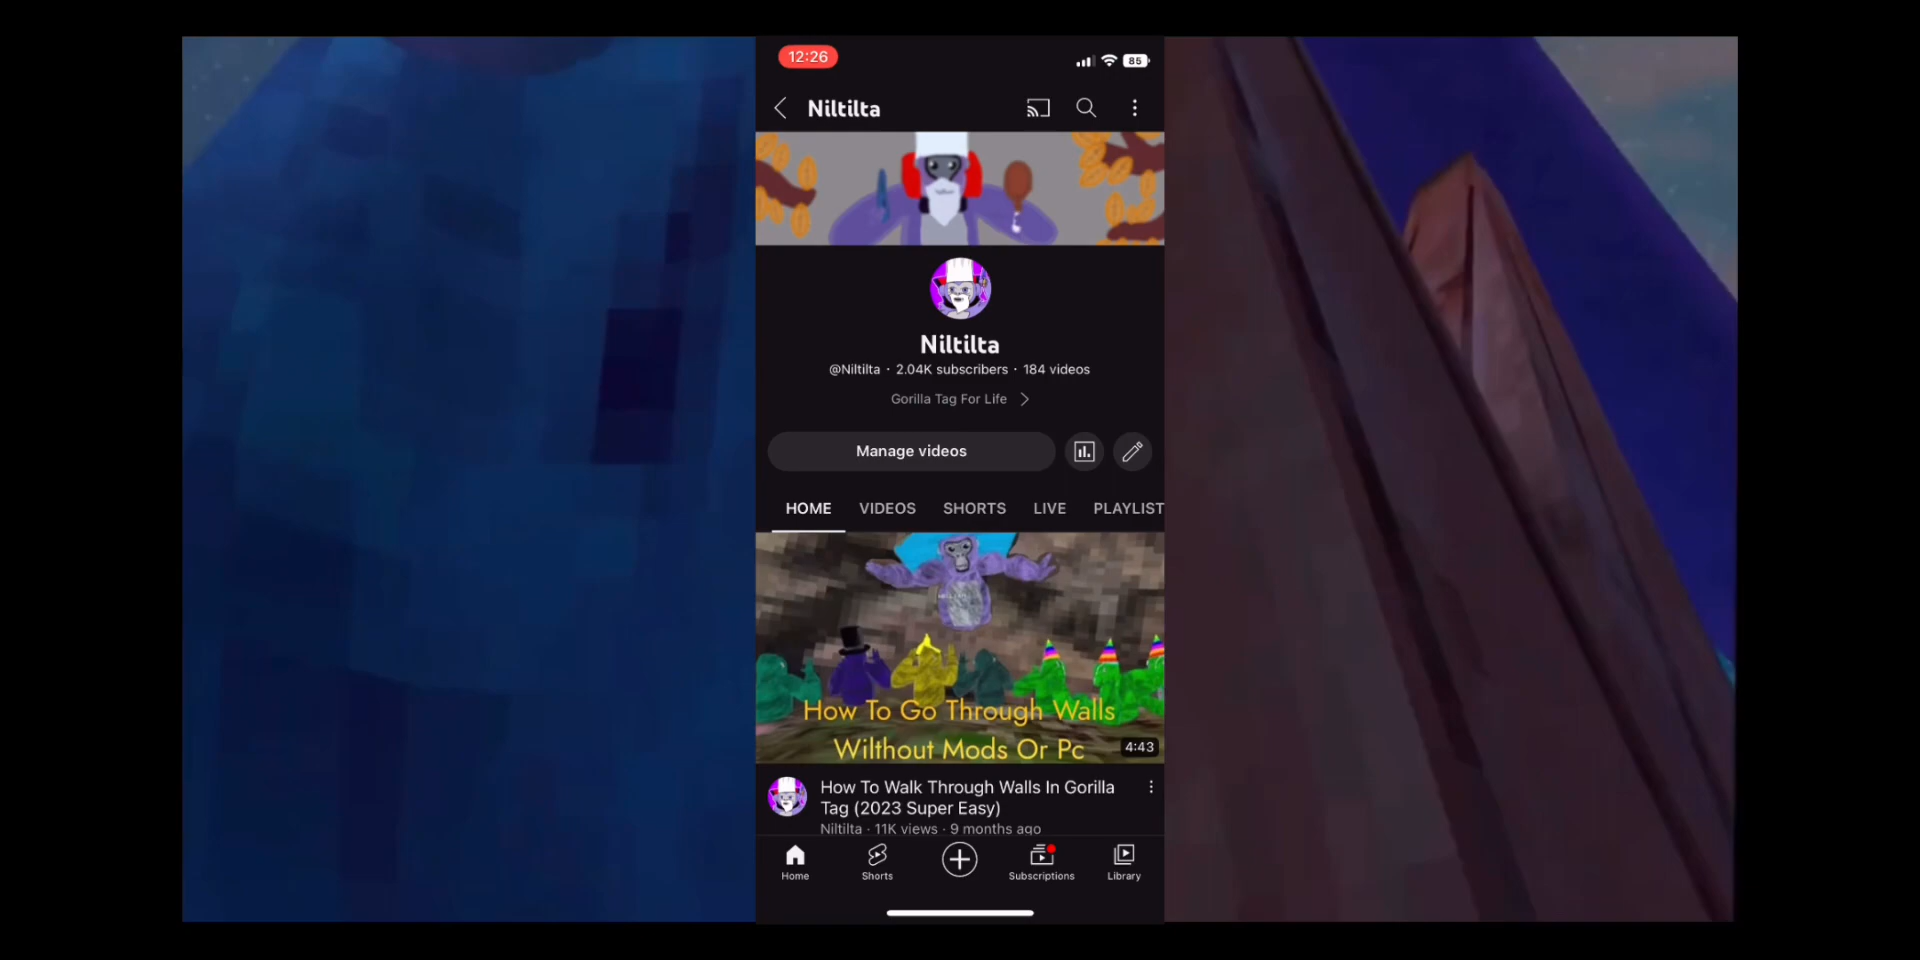 12:26
85
Niltilta
Niltilta
@Niltilta · 2.04K subscribers · 184 videos
Gorilla Tag For Life
Manage videos
HOME VIDEOS SHORTS LIVE PLAYLIST
How To Go Through Walls
Wilthout Mods Or Pc
4:43
How To Walk Through Walls In Gorilla
Tag (2023 Super Easy)
Niltilta · 11K views · 9 months ago
Home Shorts Subscriptions Library